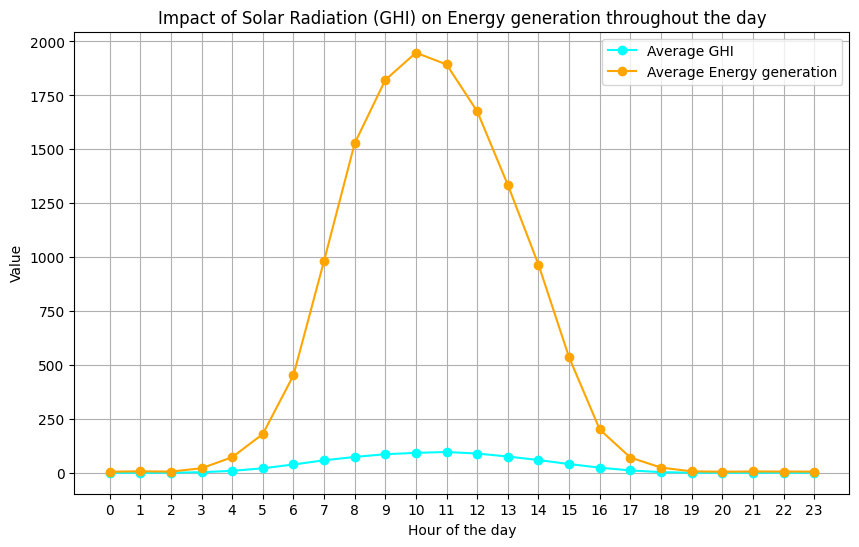 Impact of Solar Radiation (GHI) on Energy generation throughout the day
Average GHI
Average Energy generation
2000
1750
1500
1250
1000
750
500
250
0
Value
0 1 2 3 4 5 6 7 8 9 10 11 12 13 14 15 16 17 18 19 20 21 22 23
Hour of the day